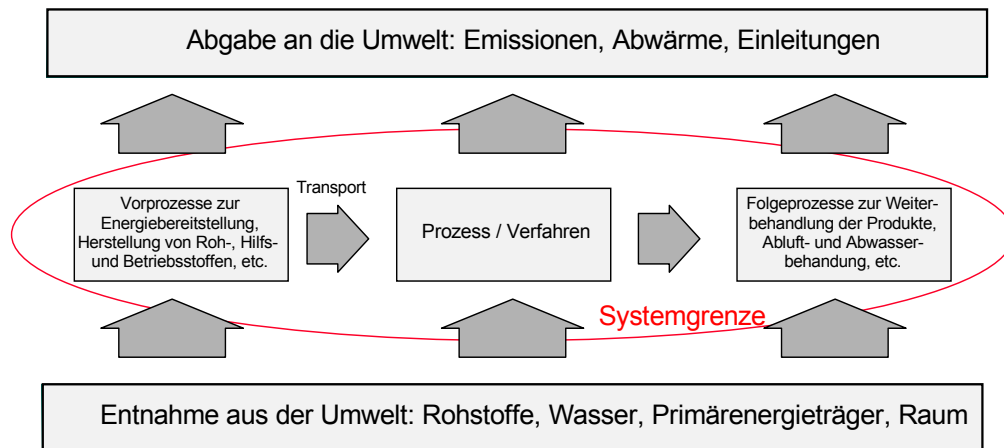 Abgabe an die Umwelt: Emissionen, Abwärme, Einleitungen
Transport
Vorprozesse zur
Energiebereitstellung,
Herstellung von Roh-, Hilfs-
und Betriebsstoffen, etc.
Prozess / Verfahren
Folgeprozesse zur Weiter-
behandlung der Produkte,
Abluft- und Abwasser-
behandung, etc.
Systemgrenze
Entnahme aus der Umwelt: Rohstoffe, Wasser, Primärenergieträger, Raum